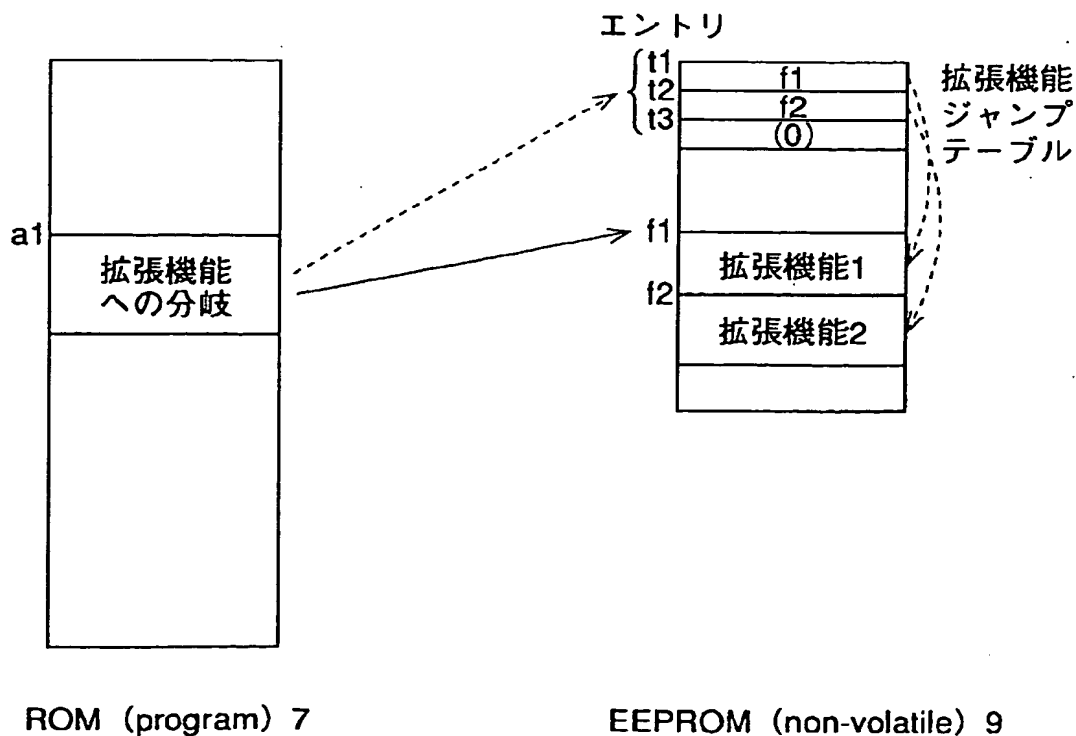 エントリ
t1
f1
拡張機能
t2
f2
ジャンプ
t3
(0)
テーブル
a1
拡張機能
への分岐
f1
拡張機能1
f2
拡張機能2
ROM (program) 7
EEPROM (non-volatile) 9